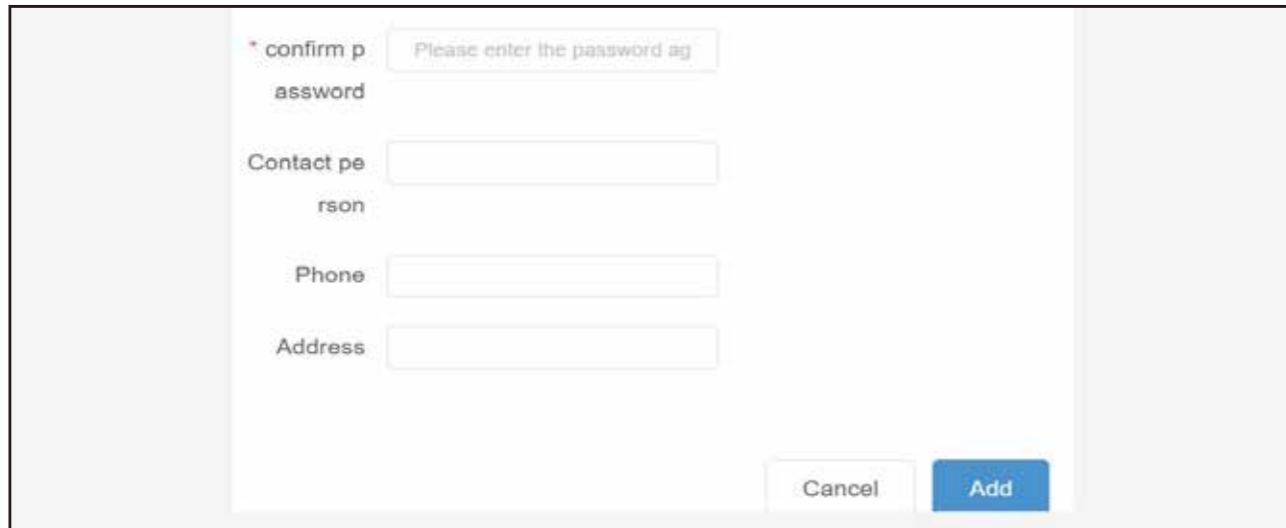 * confirm p
assword
Please enter the password ag
Contact pe
rson
Phone
Address
Cancel
Add